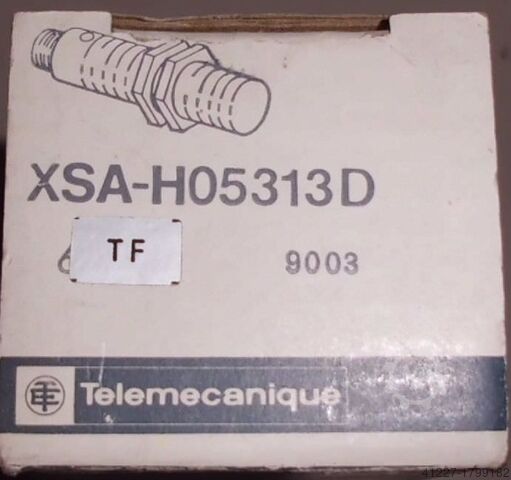 XSA-H05313D
TF
9003
Telemecanique
41227-1799182